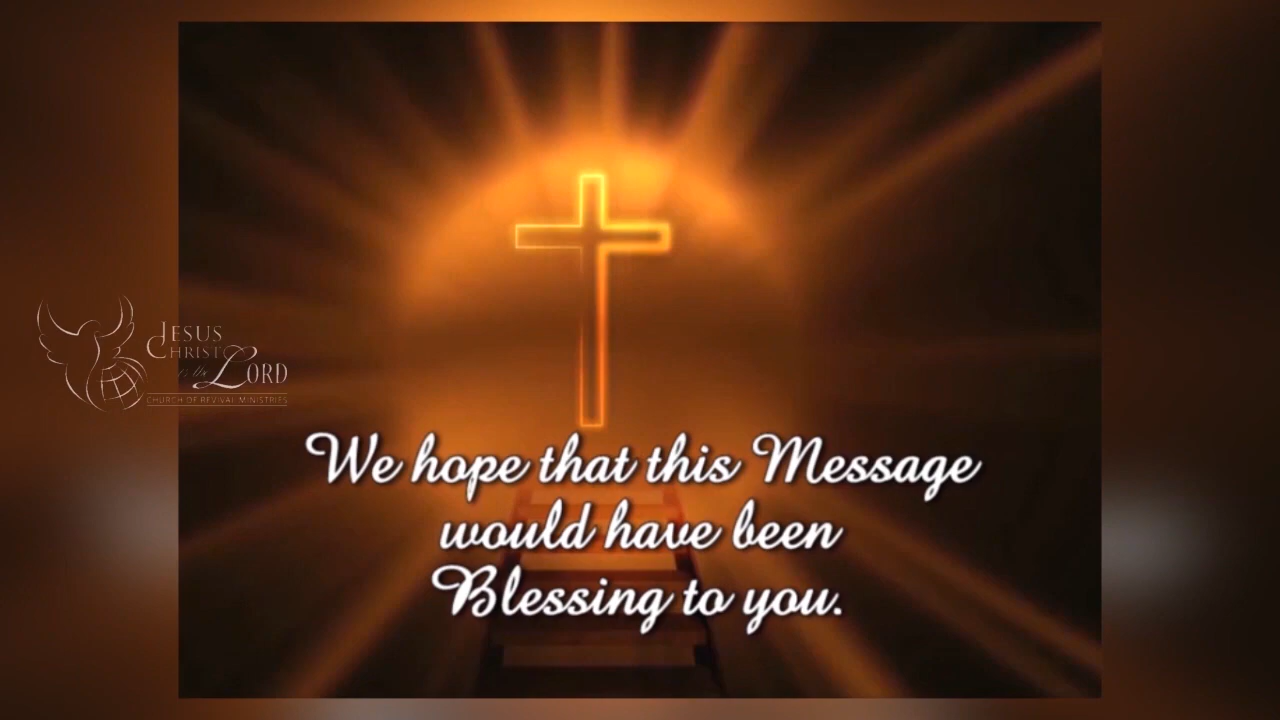 JESUS
CHRIST
is the LORD
CHURCH OF REVIVAL MINISTRIES
We hope that this Message
would have been
Blessing to you.